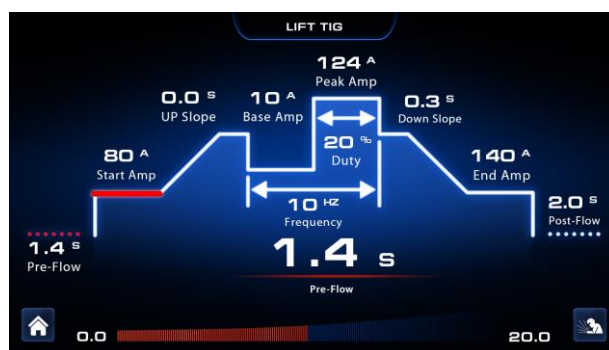 LIFT TIG
124 A
Peak Amp
0.0 S
UP Slope
10 A
Base Amp
0.3 S
Down Slope
20 %
Duty
80 A
Start Amp
140 A
End Amp
10 HZ
Frequency
2.0 S
Post-Flow
1.4 S
Pre-Flow
1.4 S
Pre-Flow
0.0
20.0